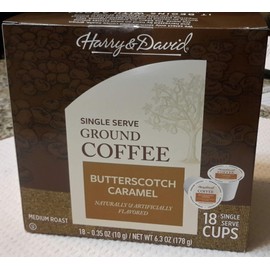 Harry & David
SINGLE SERVE
GROUND
COFFEE
BUTTERSCOTCH
CARAMEL
NATURALLY & ARTIFICIALLY
FLAVORED
MEDIUM ROAST
18 SINGLE
SERVE
CUPS
18 - 0.35 OZ (10 g) / NET WT 6.3 OZ (178 g)